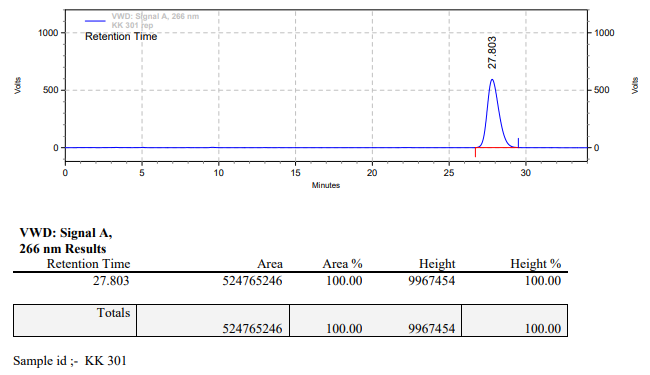 VWD: Signal A, 266 nm
KK 301 rep
Retention Time
27.803
1000
500
0
Volts
1000
500
0
Volts
0 5 10 15 20 25 30
Minutes
VWD: Signal A,
266 nm Results
Retention Time Area Area % Height Height %
27.803 524765246 100.00 9967454 100.00
Totals
524765246 100.00 9967454 100.00
Sample id ;- KK 301